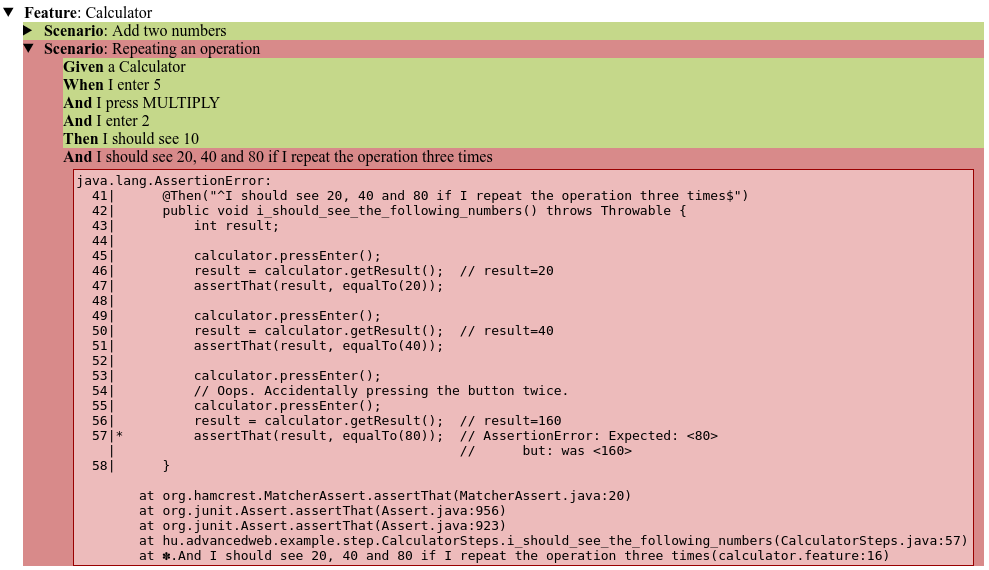 ▼ Feature: Calculator
▶ Scenario: Add two numbers
▼ Scenario: Repeating an operation
Given a Calculator
When I enter 5
And I press MULTIPLY
And I enter 2
Then I should see 10
And I should see 20, 40 and 80 if I repeat the operation three times
java.lang.AssertionError:
  41|      @Then("^I should see 20, 40 and 80 if I repeat the operation three times$")
  42|      public void i_should_see_the_following_numbers() throws Throwable {
  43|          int result;
  44|
  45|          calculator.pressEnter();
  46|          result = calculator.getResult();  // result=20
  47|          assertThat(result, equalTo(20));
  48|
  49|          calculator.pressEnter();
  50|          result = calculator.getResult();  // result=40
  51|          assertThat(result, equalTo(40));
  52|
  53|          calculator.pressEnter();
  54|          // Oops. Accidentally pressing the button twice.
  55|          calculator.pressEnter();
  56|          result = calculator.getResult();  // result=160
  57|*         assertThat(result, equalTo(80));  // AssertionError: Expected: <80>
    |                                            //      but: was <160>
  58|      }
        at org.hamcrest.MatcherAssert.assertThat(MatcherAssert.java:20)
        at org.junit.Assert.assertThat(Assert.java:956)
        at org.junit.Assert.assertThat(Assert.java:923)
        at hu.advancedweb.example.step.CalculatorSteps.i_should_see_the_following_numbers(CalculatorSteps.java:57)
        at ✽.And I should see 20, 40 and 80 if I repeat the operation three times(calculator.feature:16)